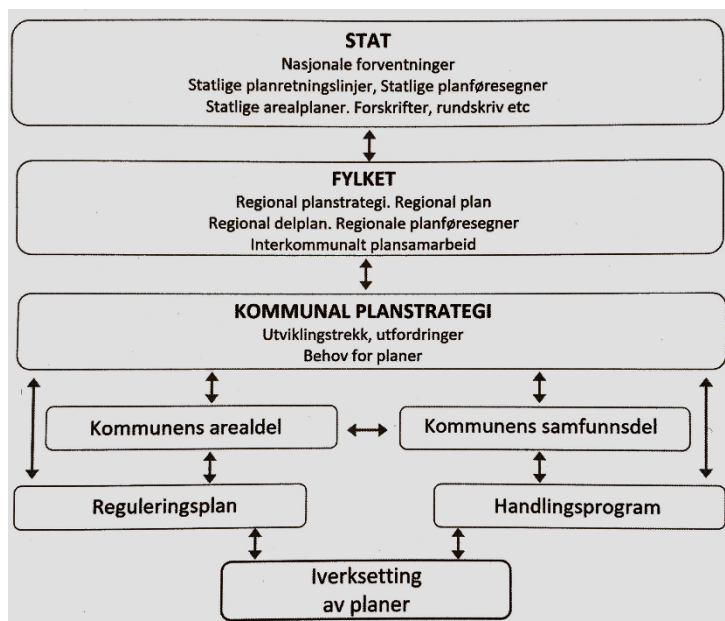 STAT
Nasjonale forventninger
Statlige planretningslinjer, Statlige planføresegner
Statlige arealplaner. Forskrifter, rundskriv etc
FYLKET
Regional planstrategi. Regional plan
Regional delplan. Regionale planføresegner
Interkommunalt plansamarbeid
KOMMUNAL PLANSTRATEGI
Utviklingstrekk, utfordringer
Behov for planer
Kommunens arealdel
Kommunens samfunnsdel
Reguleringsplan
Handlingsprogram
Iverksetting
av planer